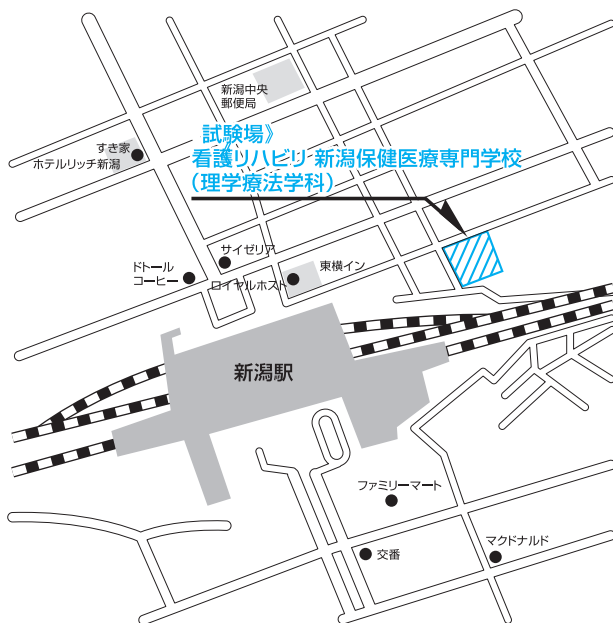 新潟中央
郵便局
試験場》
看護リハビリ 新潟保健医療専門学校
（理学療法学科）
すき家
ホテルリッチ新潟
サイゼリア
ドトール
コーヒー
東横イン
ロイヤルホスト
新潟駅
ファミリーマート
交番
マクドナルド